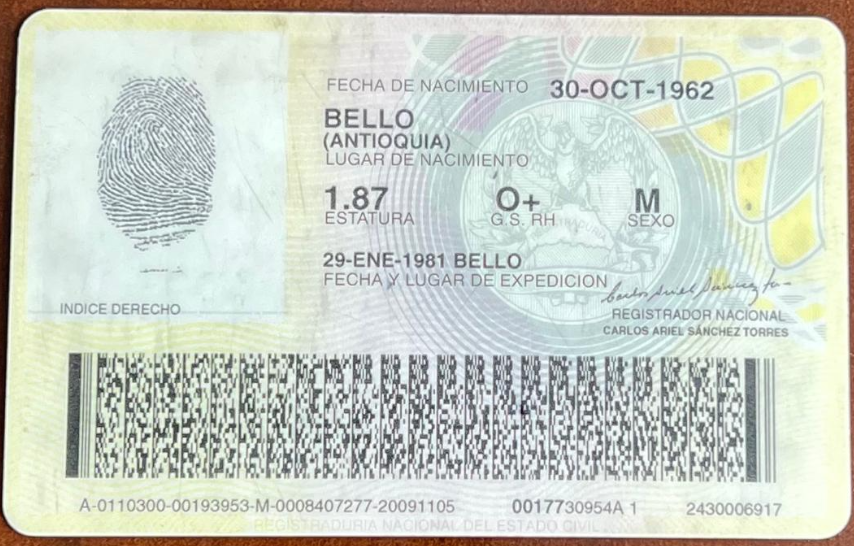 FECHA DE NACIMIENTO 30-OCT-1962
BELLO
(ANTIOQUIA)
LUGAR DE NACIMIENTO
1.87 O+ M
ESTATURA G.S. RH SEXO
29-ENE-1981 BELLO
FECHA Y LUGAR DE EXPEDICION
INDICE DERECHO
REGISTRADOR NACIONAL
CARLOS ARIEL SÁNCHEZ TORRES
A-0110300-00193953-M-0008407277-20091105 0017730954A 1 2430006917
REGISTRADURIA NACIONAL DEL ESTADO CIVIL